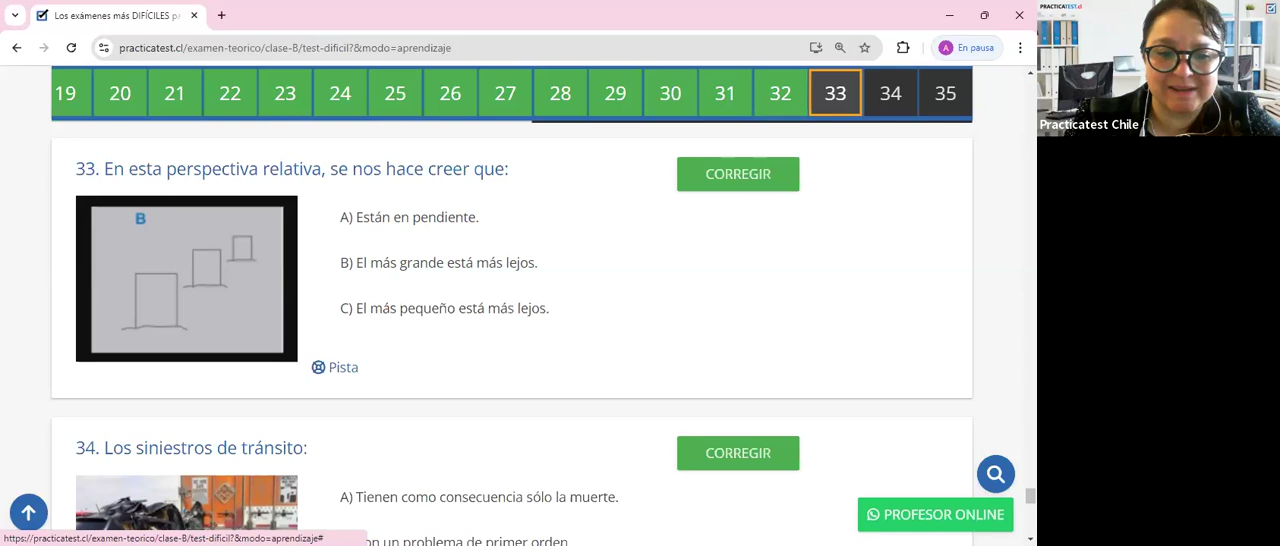 Los exámenes más DIFÍCILES pa
practicatest.cl/examen-teorico/clase-B/test-dificil?&modo=aprendizaje
A
En pausa
PRACTICATEST.cl
Practicatest Chile
19 20 21 22 23 24 25 26 27 28 29 30 31 32 33 34 35
33. En esta perspectiva relativa, se nos hace creer que:
CORREGIR
B
A) Están en pendiente.
B) El más grande está más lejos.
C) El más pequeño está más lejos.
Pista
34. Los siniestros de tránsito:
CORREGIR
A) Tienen como consecuencia sólo la muerte.
PROFESOR ONLINE
https://practicatest.cl/examen-teorico/clase-B/test-dificil?&modo=aprendizaje#
on un problema de primer orden